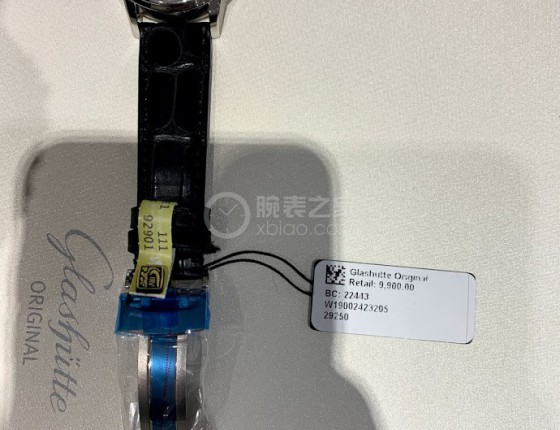 腕表之家
xbiao.com
111
92901
Glashutte Original
Retail: 9,900.00
BC: 22443
W19002423205
29250
Glashütte
ORIGINAL